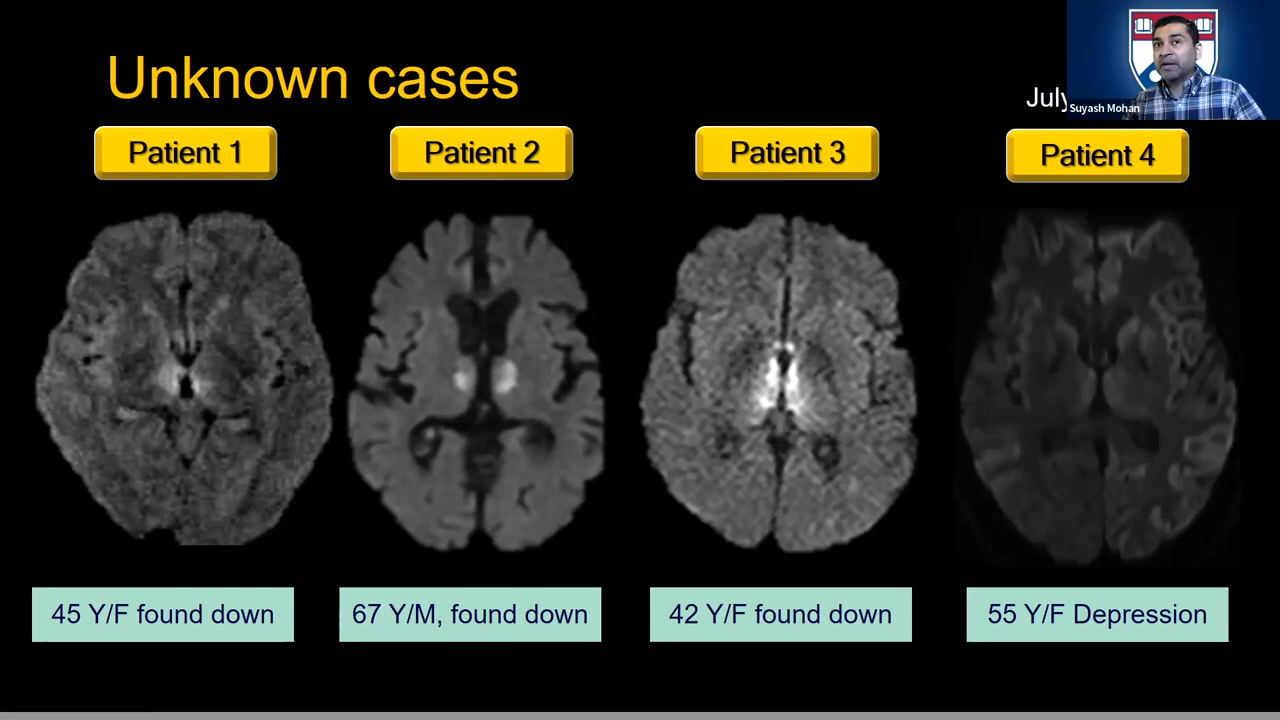 Unknown cases
July
Suyash Mohan
Patient 1
Patient 2
Patient 3
Patient 4
45 Y/F found down
67 Y/M, found down
42 Y/F found down
55 Y/F Depression